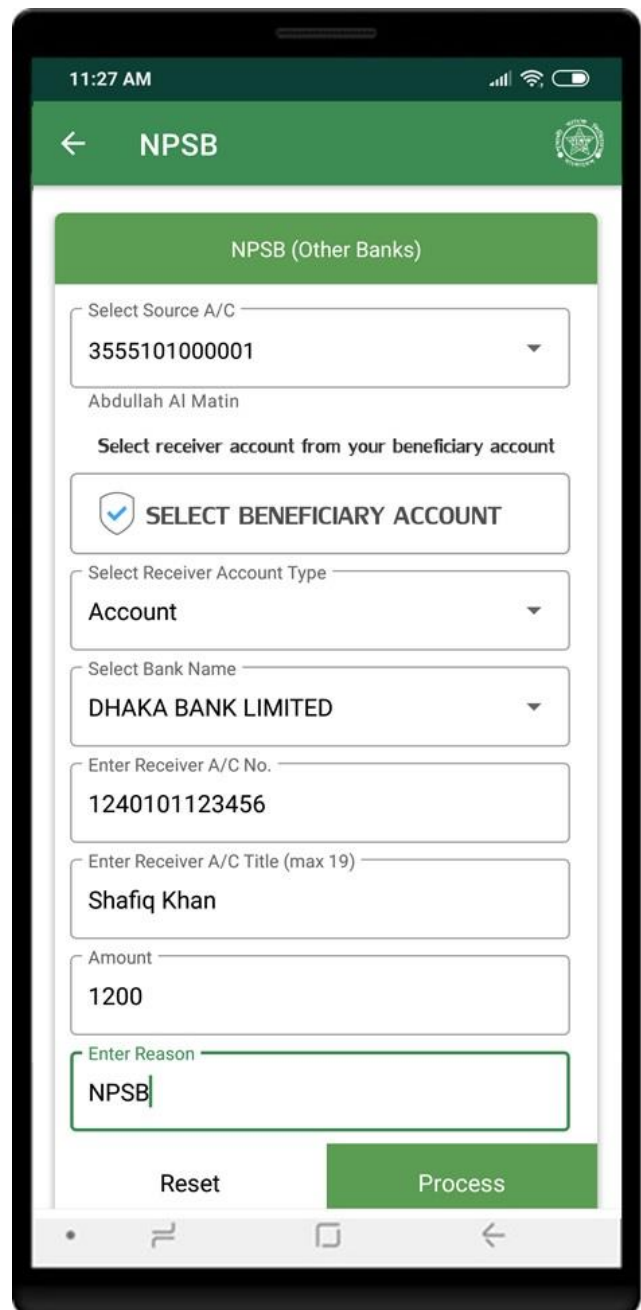 11:27 AM
NPSB
NPSB (Other Banks)
Select Source A/C
3555101000001
Abdullah Al Matin
Select receiver account from your beneficiary account
SELECT BENEFICIARY ACCOUNT
Select Receiver Account Type
Account
Select Bank Name
DHAKA BANK LIMITED
Enter Receiver A/C No.
1240101123456
Enter Receiver A/C Title (max 19)
Shafiq Khan
Amount
1200
Enter Reason
NPSB
Reset
Process